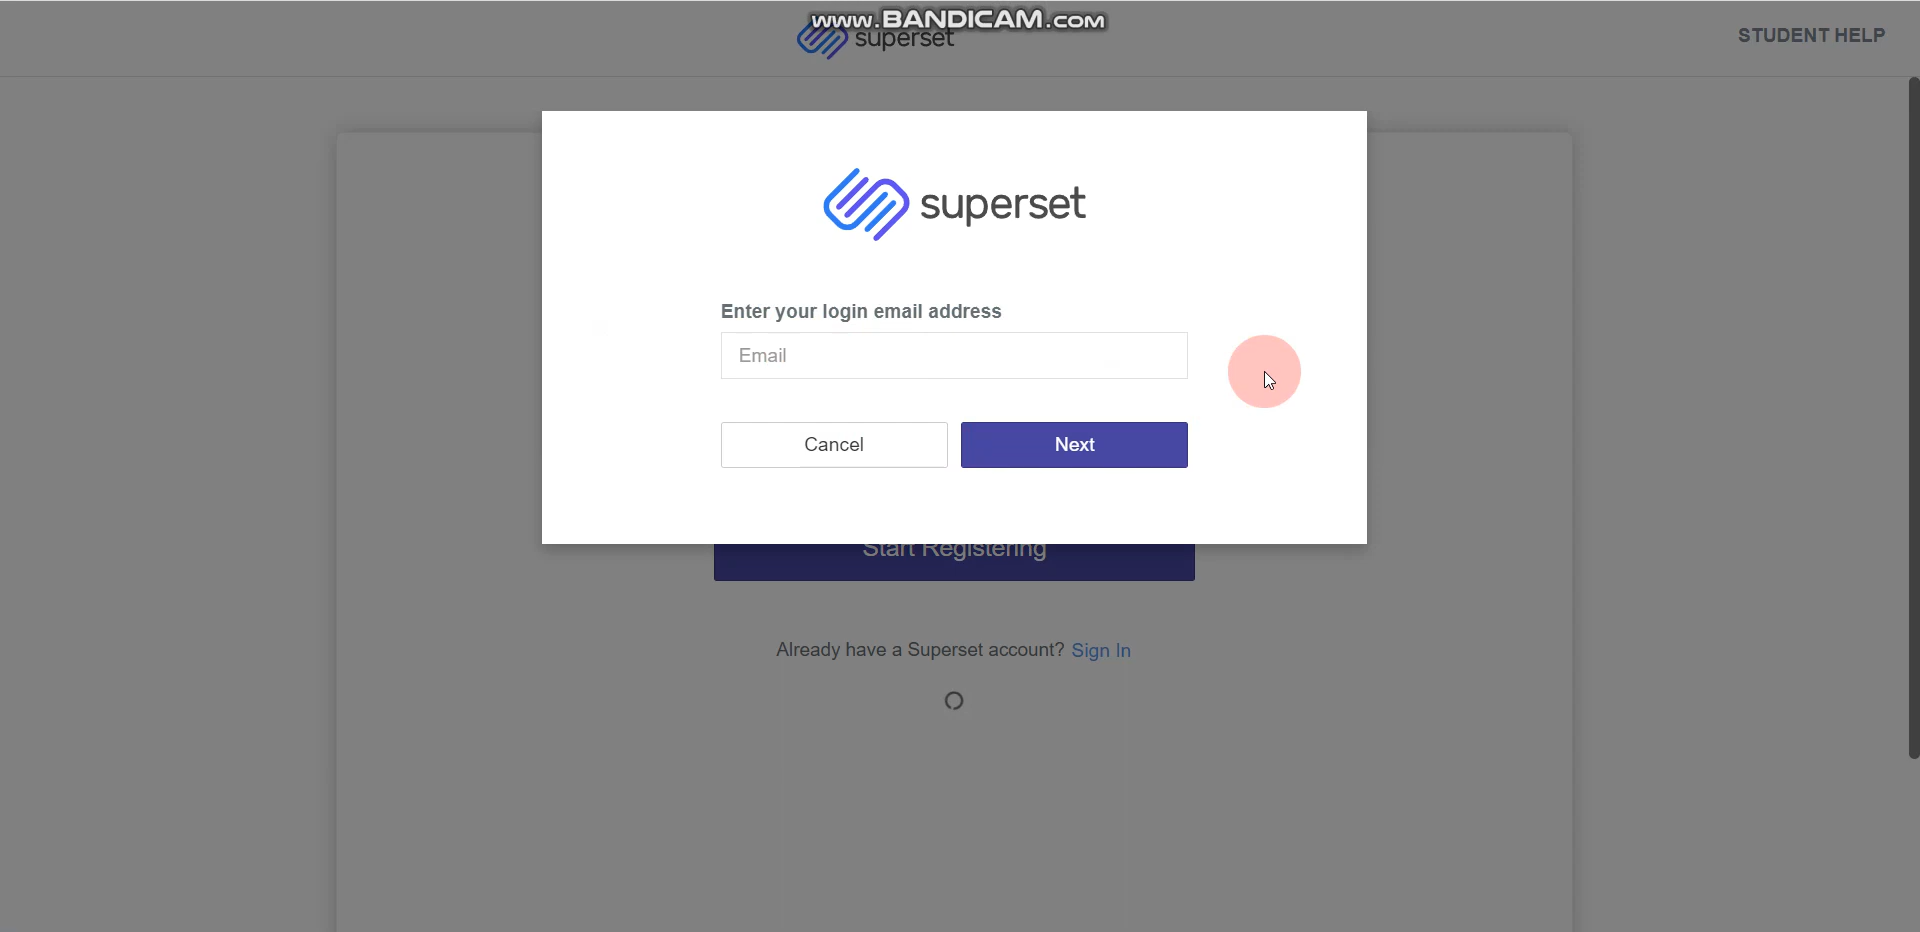 www.BANDICAM.COM
superset
STUDENT HELP
superset
Enter your login email address
Email
Cancel
Next
Start Registering
Already have a Superset account? Sign In